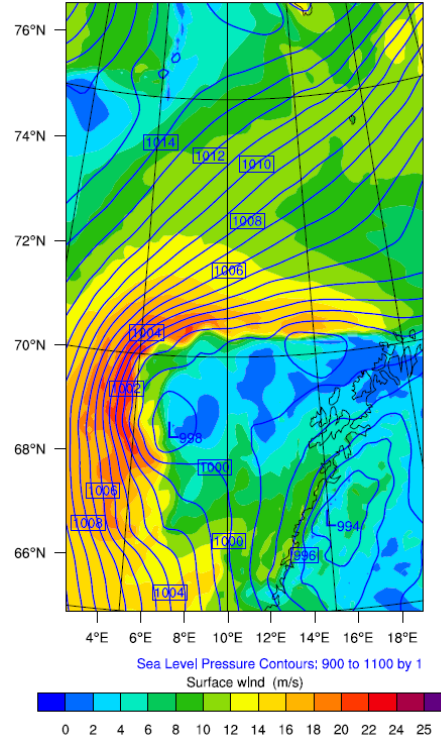 76°N
1014
1012
1010
74°N
1008
72°N
1006
1004
70°N
1002
L998
68°N
1000
1006
L994
1008
1000
996
66°N
1004
4°E 6°E 8°E 10°E 12°E 14°E 16°E 18°E
Sea Level Pressure Contours; 900 to 1100 by 1
Surface wind (m/s)
0 2 4 6 8 10 12 14 16 18 20 22 24 25